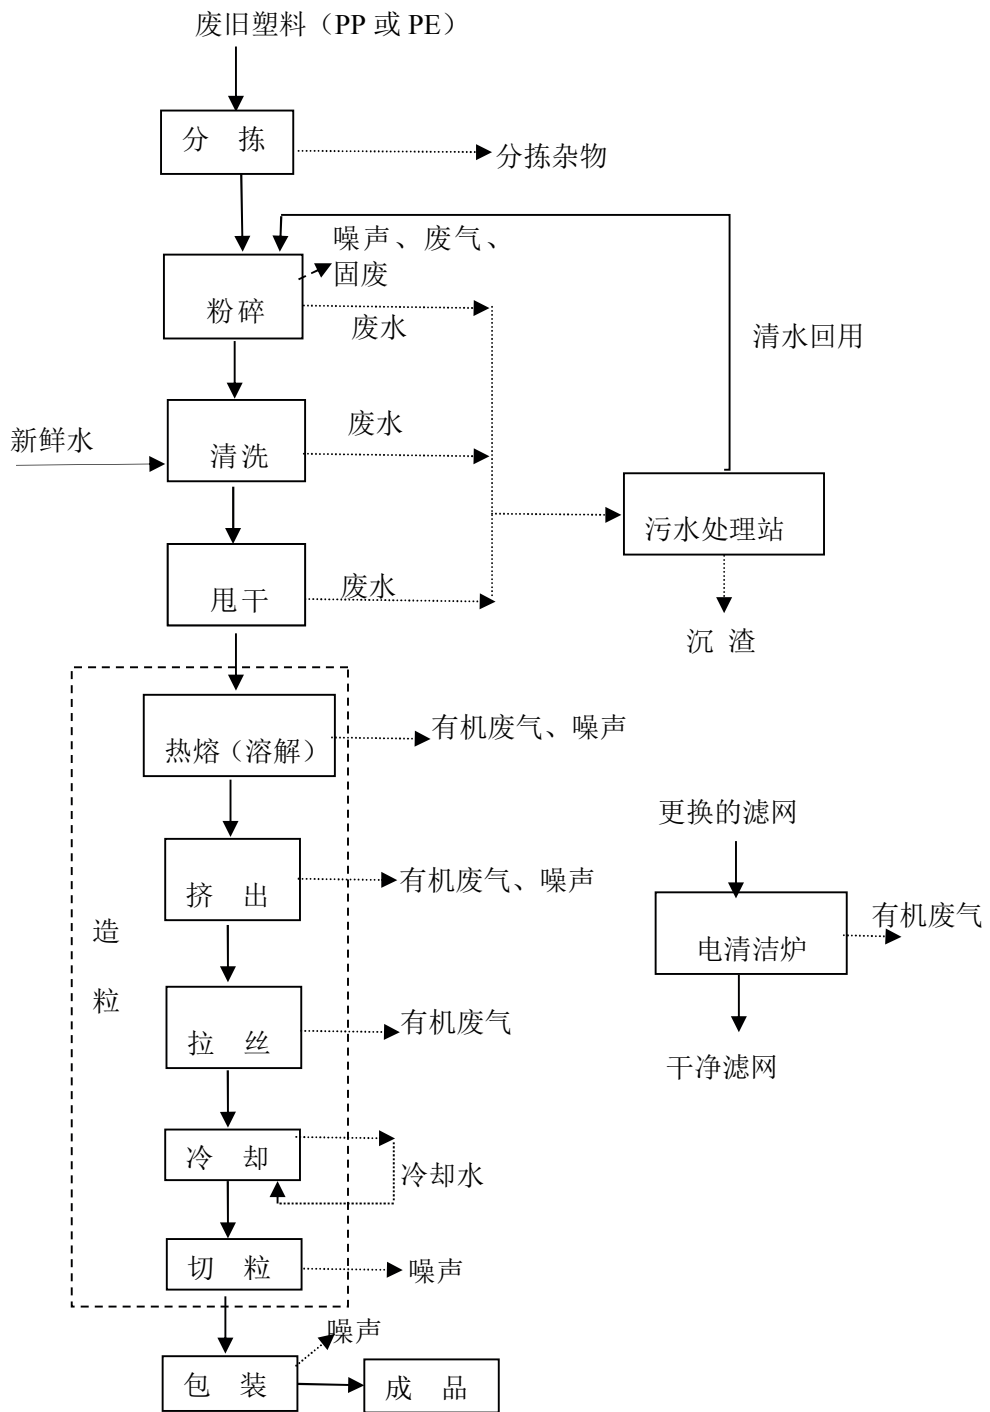 废旧塑料（PP 或 PE）
分 拣
分拣杂物
噪声、废气、
固废
粉碎
废水
清水回用
废水
新鲜水
清洗
污水处理站
废水
甩干
沉 渣
有机废气、噪声
热熔（溶解）
更换的滤网
有机废气、噪声
挤 出
有机废气
造
电清洁炉
粒
有机废气
拉 丝
干净滤网
冷 却
冷却水
切 粒
噪声
噪声
包 装
成 品